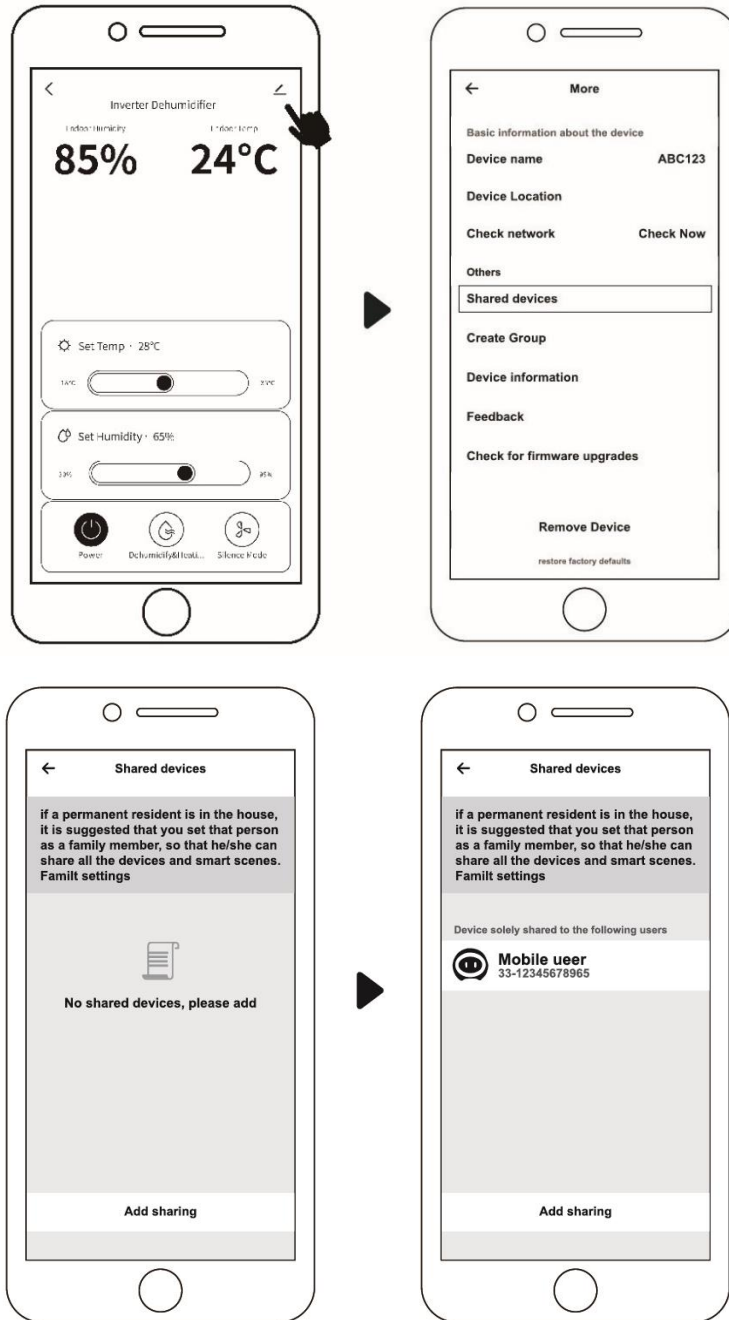 Inverter Dehumidifier
Indoor Humidity
Indoor Temp
85%
24°C
Set Temp · 28°C
Set Humidity · 65%
95%
Power
Dehumidify&Heati...
Silence Mode
More
Basic information about the device
Device name
ABC123
Device Location
Check network
Check Now
Others
Shared devices
Create Group
Device information
Feedback
Check for firmware upgrades
Remove Device
restore factory defaults
Shared devices
if a permanent resident is in the house,
it is suggested that you set that person
as a family member, so that he/she can
share all the devices and smart scenes.
Familt settings
No shared devices, please add
Add sharing
Shared devices
if a permanent resident is in the house,
it is suggested that you set that person
as a family member, so that he/she can
share all the devices and smart scenes.
Familt settings
Device solely shared to the following users
Mobile ueer
33-12345678965
Add sharing